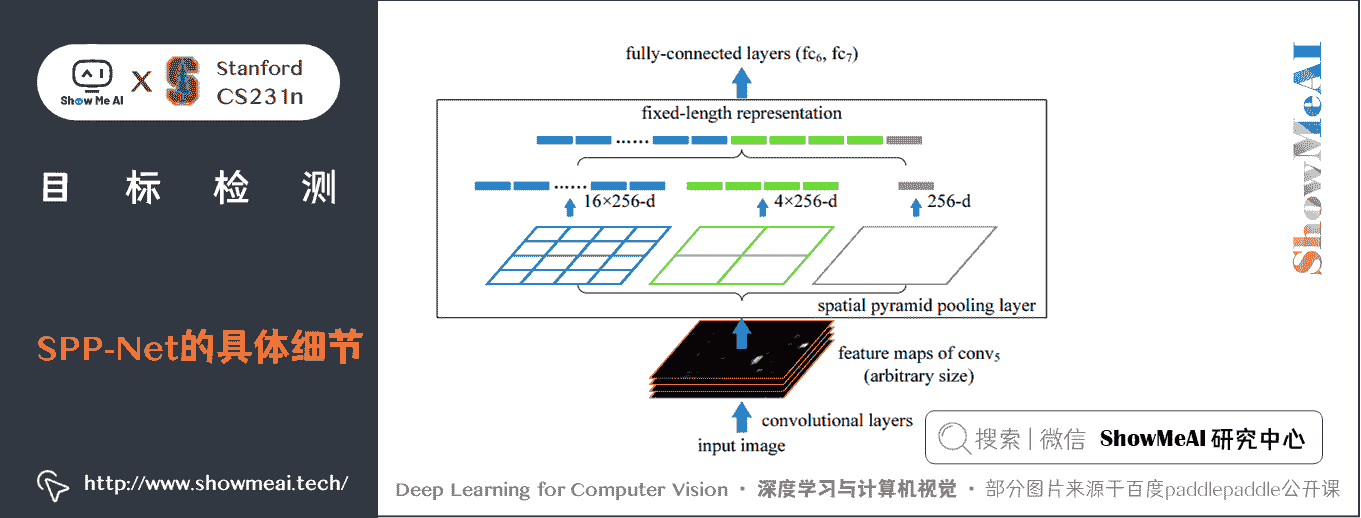 Show Me AI
X
Stanford
CS231n
目标检测
SPP-Net的具体细节
http://www.showmeai.tech/
fully-connected layers (fc6, fc7)
fixed-length representation
......
......
16×256-d
4×256-d
256-d
spatial pyramid pooling layer
feature maps of conv5
(arbitrary size)
convolutional layers
input image
ShowMeAI
搜索 | 微信 ShowMeAI 研究中心
Deep Learning for Computer Vision · 深度学习与计算机视觉 · 部分图片来源于百度paddlepaddle公开课